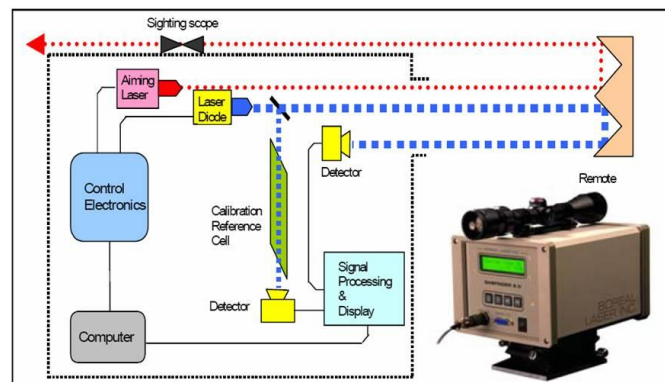 Sighting scope
Aiming
Laser
Laser
Diode
Detector
Remote
Control
Electronics
Calibration
Reference
Cell
Signal
Processing
&
Display
Detector
Computer
BOREAL
LASER INC